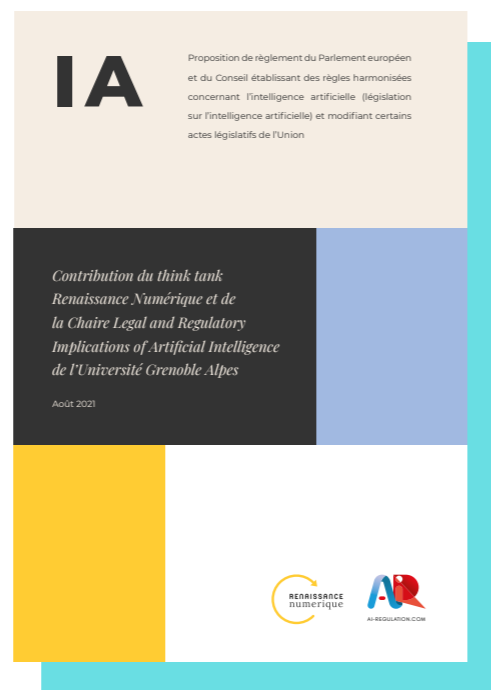 IA
Proposition de règlement du Parlement européen
et du Conseil établissant des règles harmonisées
concernant l'intelligence artificielle (législation
sur l'intelligence artificielle) et modifiant certains
actes législatifs de l'Union
Contribution du think tank
Renaissance Numérique et de
la Chaire Legal and Regulatory
Implications of Artificial Intelligence
de l'Université Grenoble Alpes
Août 2021
RENAISSANCE
numerique
AIR
AI-REGULATION.COM